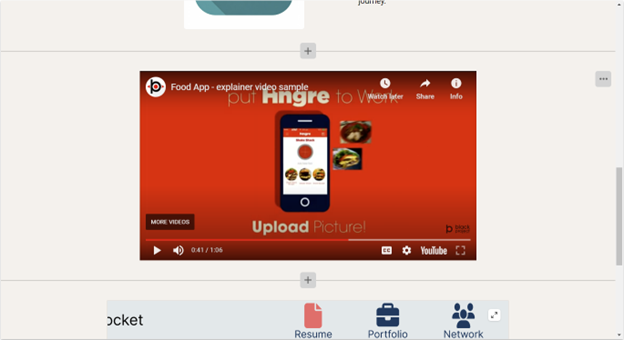 journey.
Food App - explainer video sample
put Hngre to Work
Watch later
Share
Info
Hngre
Upload Picture!
MORE VIDEOS
0:41 / 1:06
CC
YouTube
ocket
Resume
Portfolio
Network